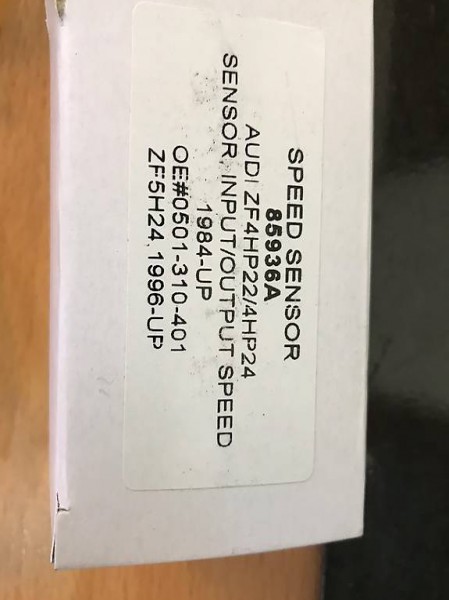 SPEED SENSOR
85936A
AUDI ZF4HP22/4HP24
SENSOR, INPUT/OUTPUT SPEED
1984-UP
OE#0501-310-401
ZF5H24,1996-UP